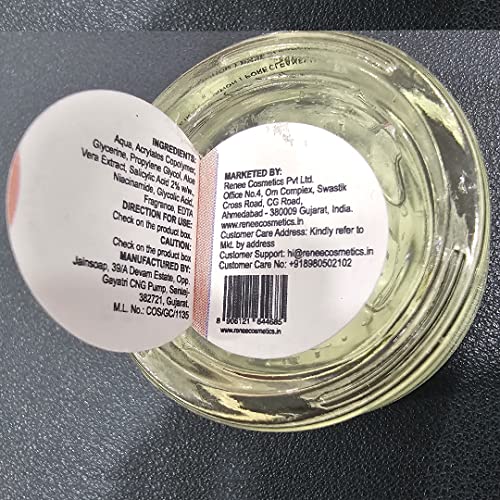 INGREDIENTS:
Aqua, Acrylates Copolymer,
Glycerine, Propylene Glycol, Aloe
Vera Extract, Salicylic Acid 2% w/w,
Niacinamide, Glycolic Acid,
Fragrance, EDTA
DIRECTION FOR USE:
Check on the product box
CAUTION:
Check on the product box
MANUFACTURED BY:
Jainsoap, 39/A Devam Estate, Opp.
Gayatri CNG Pump, Sanej-
382721, Gujarat.
M.L. No.: COS/GC/1135
MARKETED BY:
Renee Cosmetics Pvt Ltd.
Office No.4, Om Complex, Swastik
Cross Road, CG Road,
Ahmedabad - 380009 Gujarat, India.
www.reneecosmetics.in
Customer Care Address: Kindly refer to
Mkt. by address
Customer Support: hi@reneecosmetics.in
Customer Care No: +918980502102
8 906121 644685
www.reneecosmetics.in